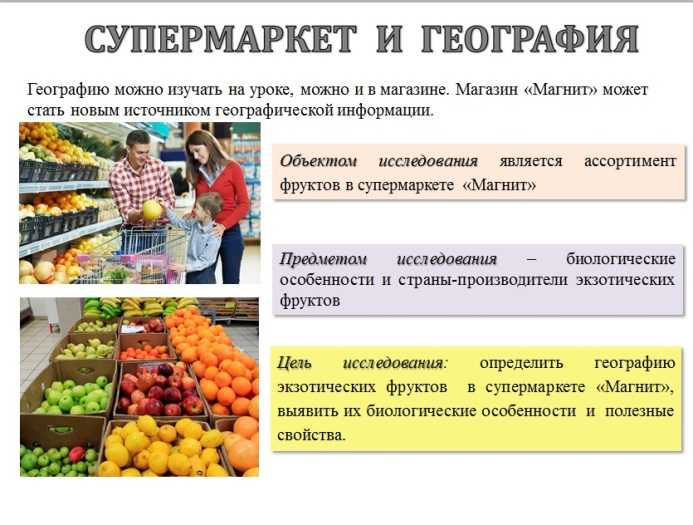 СУПЕРМАРКЕТ И ГЕОГРАФИЯ
Географию можно изучать на уроке, можно и в магазине. Магазин «Магнит» может
стать новым источником географической информации.
Объектом исследования является ассортимент
фруктов в супермаркете «Магнит»
Предметом исследования – биологические
особенности и страны-производители экзотических
фруктов
Цель исследования: определить географию
экзотических фруктов в супермаркете «Магнит»,
выявить их биологические особенности и полезные
свойства.